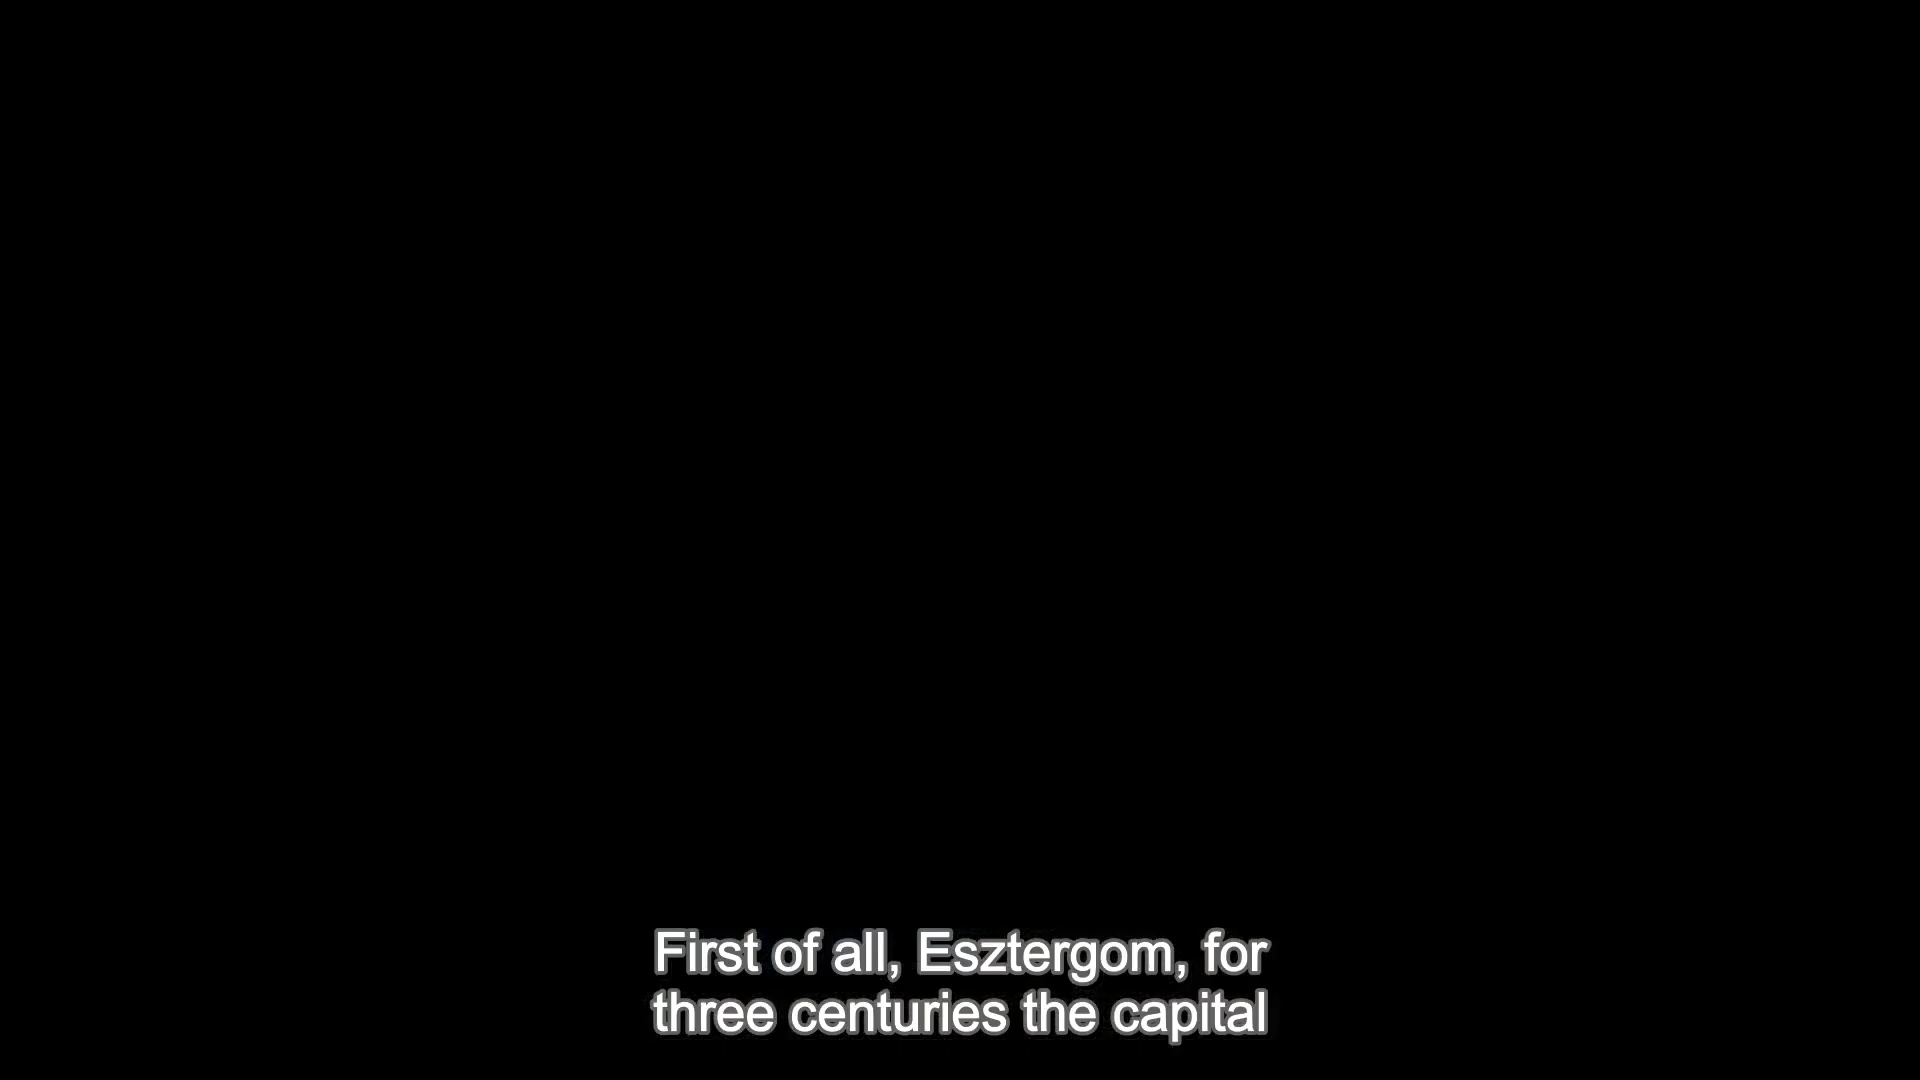 First of all, Esztergom, for
three centuries the capital